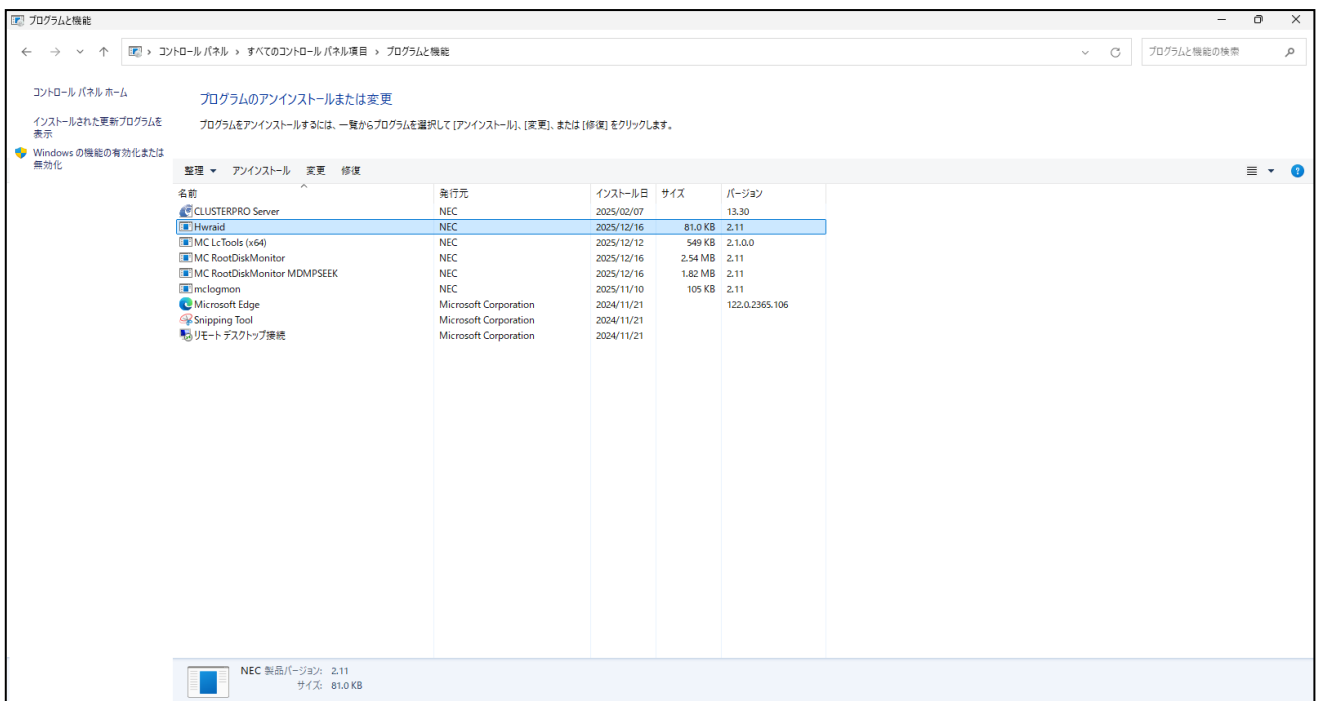 プログラムと機能
コントロール パネル › すべてのコントロール パネル項目 › プログラムと機能
プログラムと機能の検索
コントロール パネル ホーム
インストールされた更新プログラムを
表示
Windows の機能の有効化または
無効化
プログラムのアンインストールまたは変更
プログラムをアンインストールするには、一覧からプログラムを選択して [アンインストール]、[変更]、または [修復] をクリックします。
整理 アンインストール 変更 修復
名前 発行元 インストール日 サイズ バージョン
CLUSTERPRO Server NEC 2025/02/07 13.30
Hwraid NEC 2025/12/16 81.0 KB 2.11
MC LcTools (x64) NEC 2025/12/12 549 KB 2.1.0.0
MC RootDiskMonitor NEC 2025/12/16 2.54 MB 2.11
MC RootDiskMonitor MDMPSEEK NEC 2025/12/16 1.82 MB 2.11
mclogmon NEC 2025/11/10 105 KB 2.11
Microsoft Edge Microsoft Corporation 2024/11/21 122.0.2365.106
Snipping Tool Microsoft Corporation 2024/11/21
リモート デスクトップ接続 Microsoft Corporation 2024/11/21
NEC 製品バージョン: 2.11
サイズ: 81.0 KB